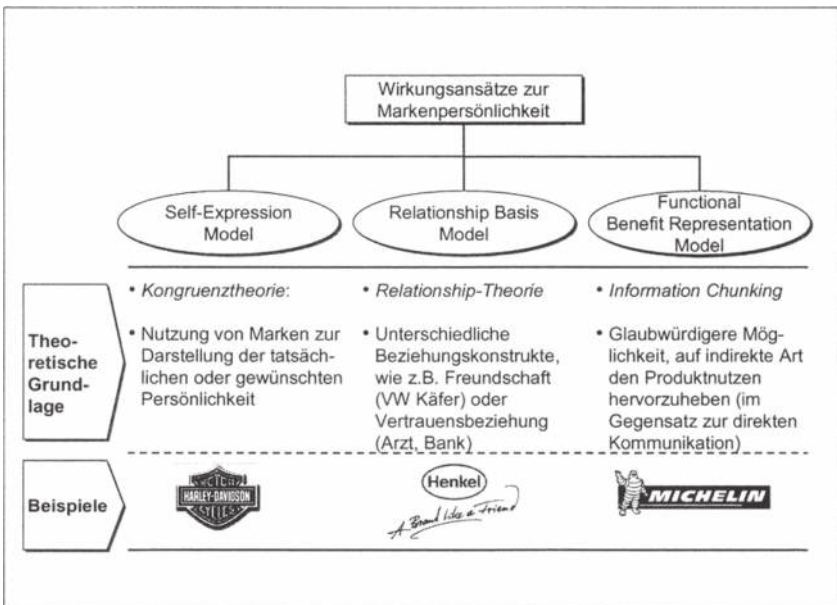 Wirkungsansätze zur
Markenpersönlichkeit
Self-Expression
Model
Relationship Basis
Model
Functional
Benefit Representation
Model
Theo-
retische
Grund-
lage
• Kongruenztheorie:
• Nutzung von Marken zur
Darstellung der tatsäch-
lichen oder gewünschten
Persönlichkeit
• Relationship-Theorie
• Unterschiedliche
Beziehungskonstrukte,
wie z.B. Freundschaft
(VW Käfer) oder
Vertrauensbeziehung
(Arzt, Bank)
• Information Chunking
• Glaubwürdigere Mög-
lichkeit, auf indirekte Art
den Produktnutzen
hervorzuheben (im
Gegensatz zur direkten
Kommunikation)
Beispiele
MOTOR
HARLEY-DAVIDSON
CYCLES
Henkel
A Brand like a Friend
MICHELIN